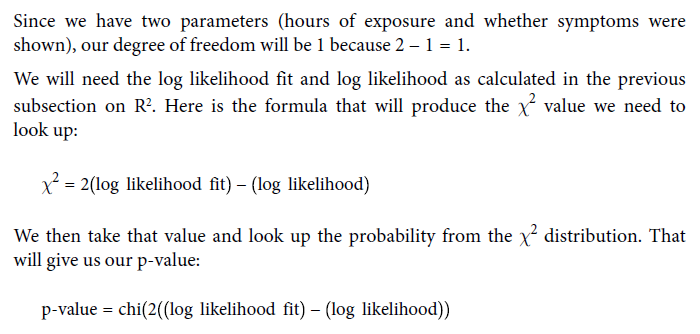 Since we have two parameters (hours of exposure and whether symptoms were
shown), our degree of freedom will be 1 because 2 – 1 = 1.
We will need the log likelihood fit and log likelihood as calculated in the previous
subsection on R². Here is the formula that will produce the χ² value we need to
look up:
χ² = 2(log likelihood fit) – (log likelihood)
We then take that value and look up the probability from the χ² distribution. That
will give us our p-value:
p-value = chi(2((log likelihood fit) – (log likelihood))